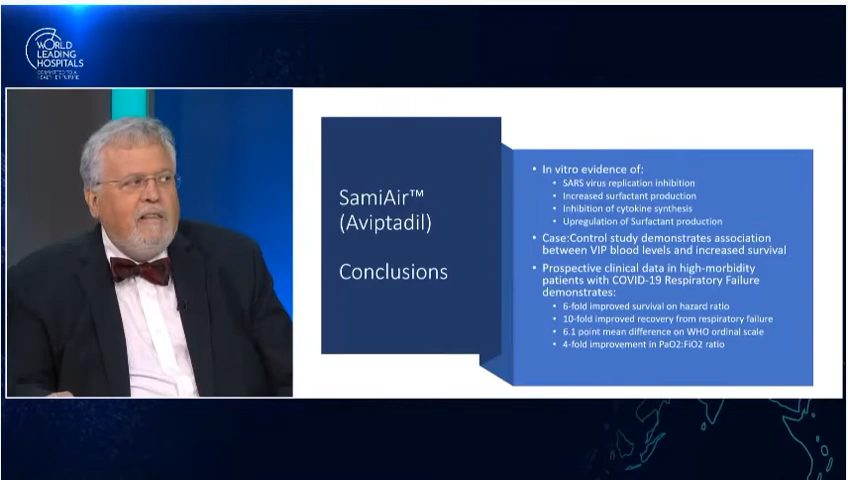 WORLD
LEADING
HOSPITALS
COMMITTED TO A
SamiAir™
(Aviptadil)
Conclusions
• In vitro evidence of:
• SARS virus replication inhibition
• Increased surfactant production
• Inhibition of cytokine synthesis
• Upregulation of Surfactant production
• Case:Control study demonstrates association
between VIP blood levels and increased survival
• Prospective clinical data in high-morbidity
patients with COVID-19 Respiratory Failure
demonstrates:
• 6-fold improved survival on hazard ratio
• 10-fold improved recovery from respiratory failure
• 6.1 point mean difference on WHO ordinal scale
• 4-fold improvement in PaO2:FiO2 ratio